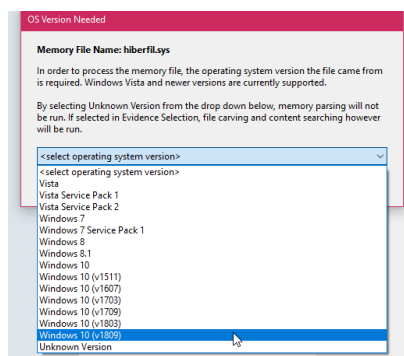 OS Version Needed
Memory File Name: hiberfil.sys
In order to process the memory file, the operating system version the file came from
is required. Windows Vista and newer versions are currently supported.
By selecting Unknown Version from the drop down below, memory parsing will not
be run. If selected in Evidence Selection, file carving and content searching however
will be run.
<select operating system version>
<select operating system version>
Vista
Vista Service Pack 1
Vista Service Pack 2
Windows 7
Windows 7 Service Pack 1
Windows 8
Windows 8.1
Windows 10
Windows 10 (v1511)
Windows 10 (v1607)
Windows 10 (v1703)
Windows 10 (v1709)
Windows 10 (v1803)
Windows 10 (v1809)
Unknown Version